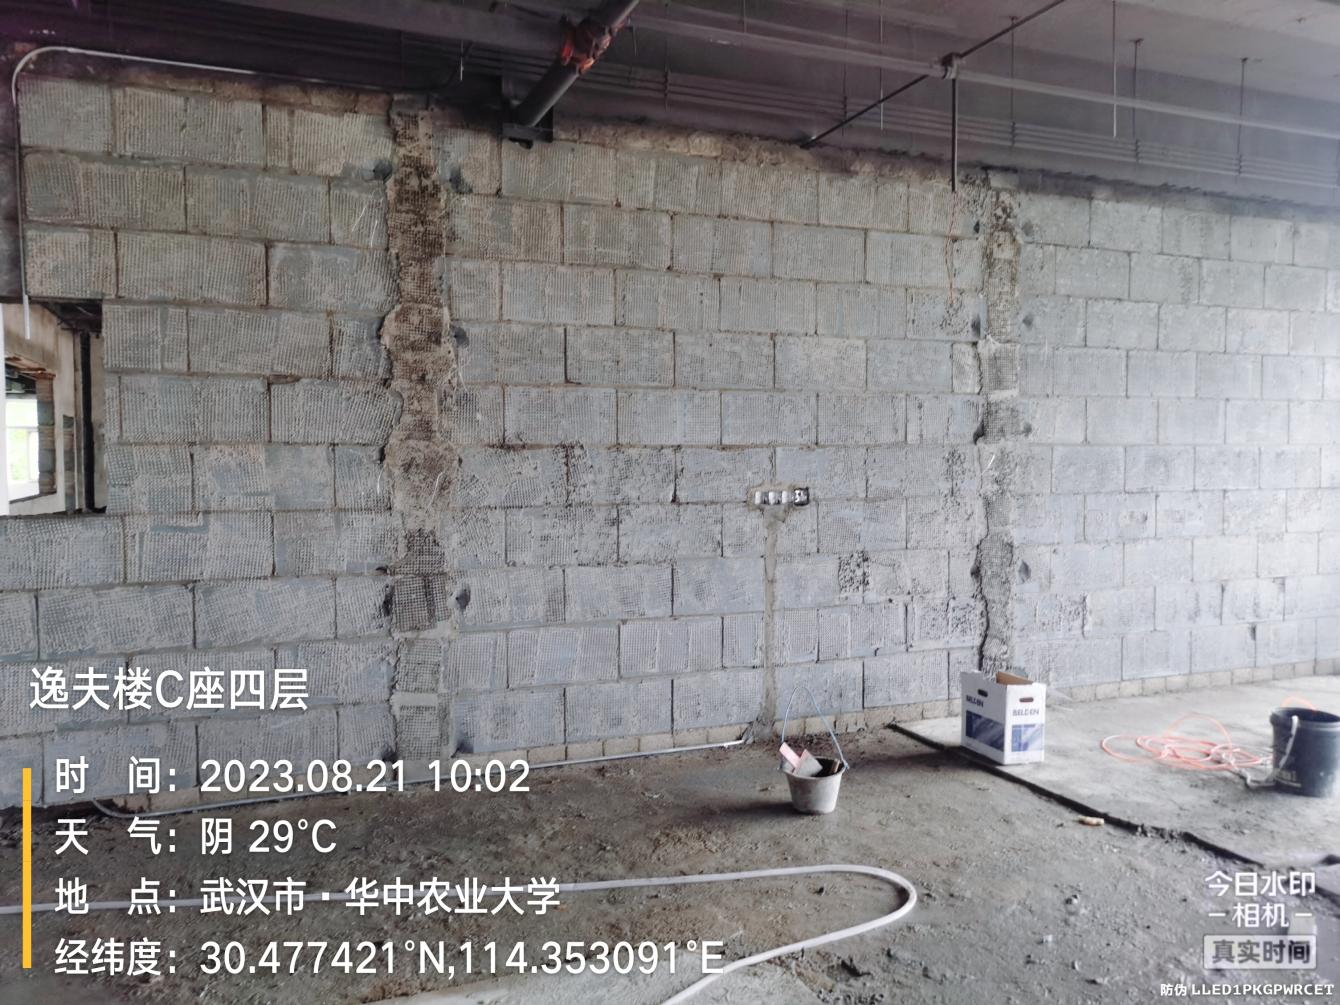 BELDEN
BELDEN
逸夫楼C座四层
时 间：2023.08.21 10:02
天 气：阴 29℃
地 点：武汉市·华中农业大学
经纬度：30.477421°N,114.353091°E
今日水印
-相机-
真实时间
防伪 LLED1PKGPWRCET